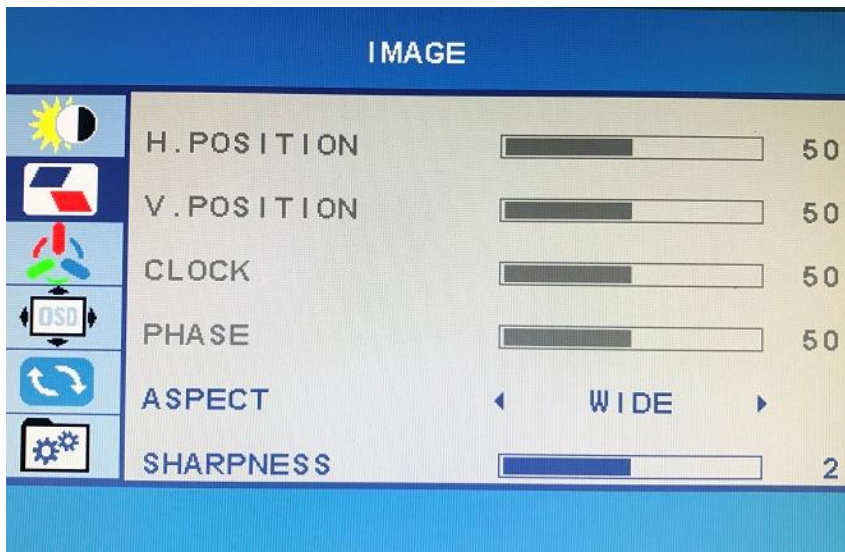 IMAGE
H.POSITION 50
V.POSITION 50
CLOCK 50
OSD
PHASE 50
ASPECT WIDE
SHARPNESS 2